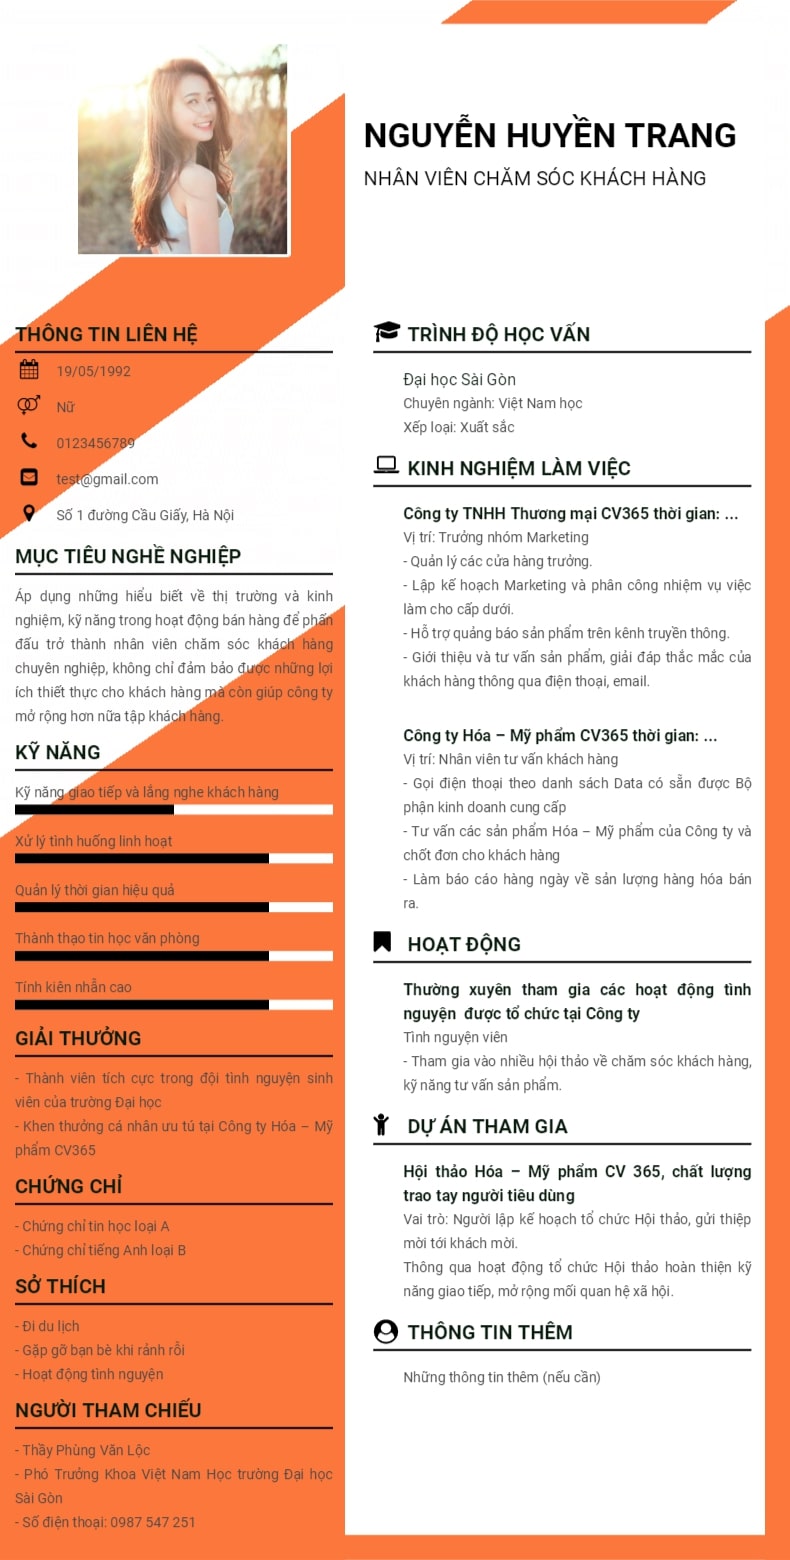 NGUYỄN HUYỀN TRANG
NHÂN VIÊN CHĂM SÓC KHÁCH HÀNG
THÔNG TIN LIÊN HỆ
19/05/1992
Nữ
0123456789
test@gmail.com
Số 1 đường Cầu Giấy, Hà Nội
MỤC TIÊU NGHỀ NGHIỆP
Áp dụng những hiểu biết về thị trường và kinh
nghiệm, kỹ năng trong hoạt động bán hàng để phấn
đấu trở thành nhân viên chăm sóc khách hàng
chuyên nghiệp, không chỉ đảm bảo được những lợi
ích thiết thực cho khách hàng mà còn giúp công ty
mở rộng hơn nữa tập khách hàng.
KỸ NĂNG
Kỹ năng giao tiếp và lắng nghe khách hàng
Xử lý tình huống linh hoạt
Quản lý thời gian hiệu quả
Thành thạo tin học văn phòng
Tính kiên nhẫn cao
GIẢI THƯỞNG
- Thành viên tích cực trong đội tình nguyện sinh
viên của trường Đại học
- Khen thưởng cá nhân ưu tú tại Công ty Hóa – Mỹ
phẩm CV365
CHỨNG CHỈ
- Chứng chỉ tin học loại A
- Chứng chỉ tiếng Anh loại B
SỞ THÍCH
- Đi du lịch
- Gặp gỡ bạn bè khi rảnh rỗi
- Hoạt động tình nguyện
NGƯỜI THAM CHIẾU
- Thầy Phùng Văn Lộc
- Phó Trưởng Khoa Việt Nam Học trường Đại học
Sài Gòn
- Số điện thoại: 0987 547 251
TRÌNH ĐỘ HỌC VẤN
Đại học Sài Gòn
Chuyên ngành: Việt Nam học
Xếp loại: Xuất sắc
KINH NGHIỆM LÀM VIỆC
Công ty TNHH Thương mại CV365 thời gian: ...
Vị trí: Trưởng nhóm Marketing
- Quản lý các cửa hàng trưởng.
- Lập kế hoạch Marketing và phân công nhiệm vụ việc
làm cho cấp dưới.
- Hỗ trợ quảng báo sản phẩm trên kênh truyền thông.
- Giới thiệu và tư vấn sản phẩm, giải đáp thắc mắc của
khách hàng thông qua điện thoại, email.
Công ty Hóa – Mỹ phẩm CV365 thời gian: ...
Vị trí: Nhân viên tư vấn khách hàng
- Gọi điện thoại theo danh sách Data có sẵn được Bộ
phận kinh doanh cung cấp
- Tư vấn các sản phẩm Hóa – Mỹ phẩm của Công ty và
chốt đơn cho khách hàng
- Làm báo cáo hàng ngày về sản lượng hàng hóa bán
ra.
HOẠT ĐỘNG
Thường xuyên tham gia các hoạt động tình
nguyện được tổ chức tại Công ty
Tình nguyện viên
- Tham gia vào nhiều hội thảo về chăm sóc khách hàng,
kỹ năng tư vấn sản phẩm.
DỰ ÁN THAM GIA
Hội thảo Hóa – Mỹ phẩm CV 365, chất lượng
trao tay người tiêu dùng
Vai trò: Người lập kế hoạch tổ chức Hội thảo, gửi thiệp
mời tới khách mời.
Thông qua hoạt động tổ chức Hội thảo hoàn thiện kỹ
năng giao tiếp, mở rộng mối quan hệ xã hội.
THÔNG TIN THÊM
Những thông tin thêm (nếu cần)